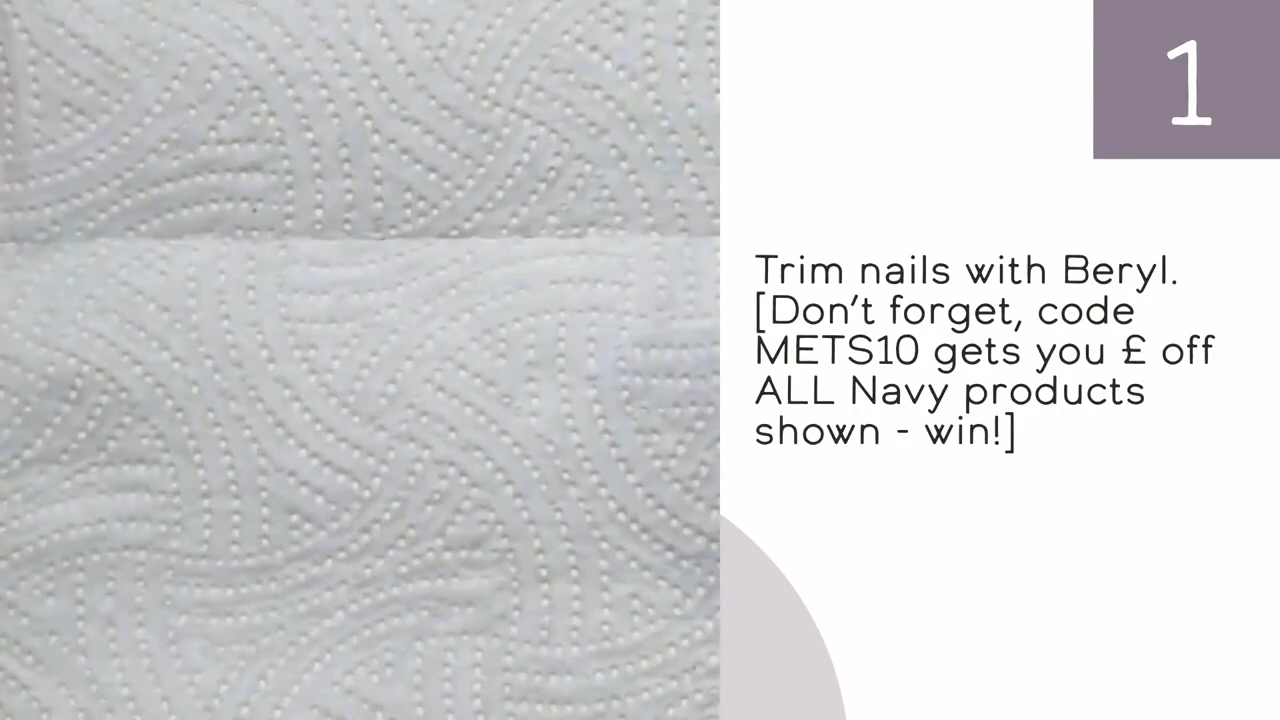 1
Trim nails with Beryl.
[Don't forget, code
METS10 gets you £ off
ALL Navy products
shown - win!]